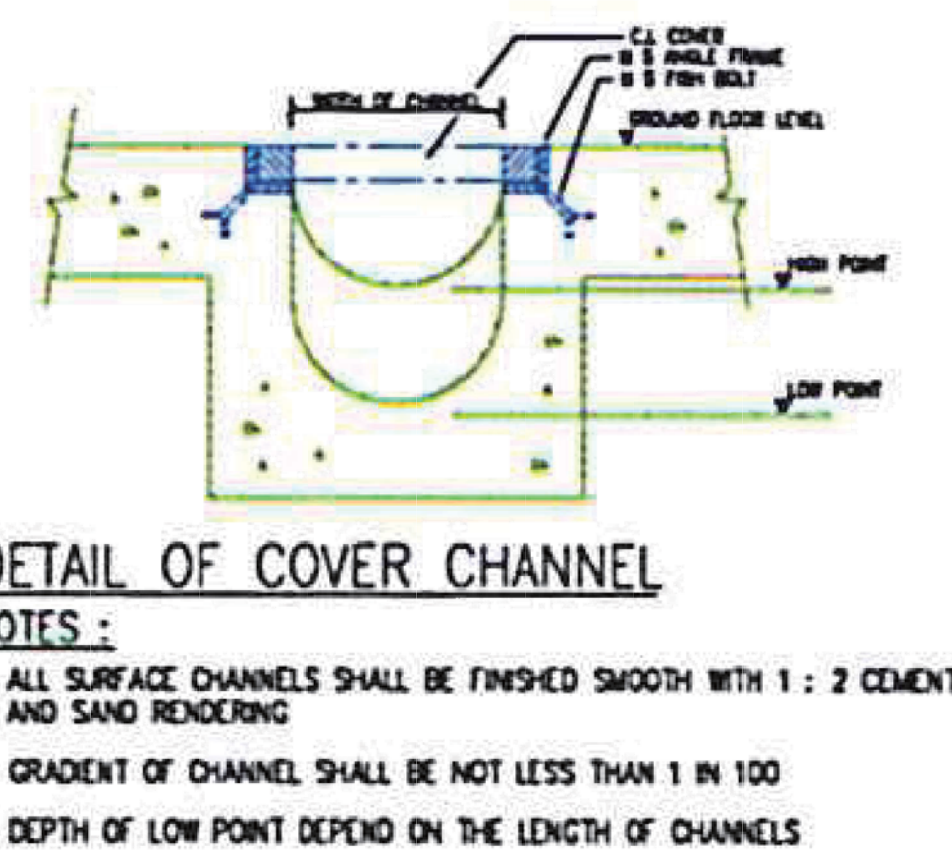 C.I. COVER
M S ANGLE FRAME
M S FISH BOLT
WIDTH OF CHANNEL
GROUND FLOOR LEVEL
HIGH POINT
LOW POINT
DETAIL OF COVER CHANNEL
NOTES :
ALL SURFACE CHANNELS SHALL BE FINISHED SMOOTH WITH 1 : 2 CEMENT
AND SAND RENDERING
GRADIENT OF CHANNEL SHALL BE NOT LESS THAN 1 IN 100
DEPTH OF LOW POINT DEPEND ON THE LENGTH OF CHANNELS